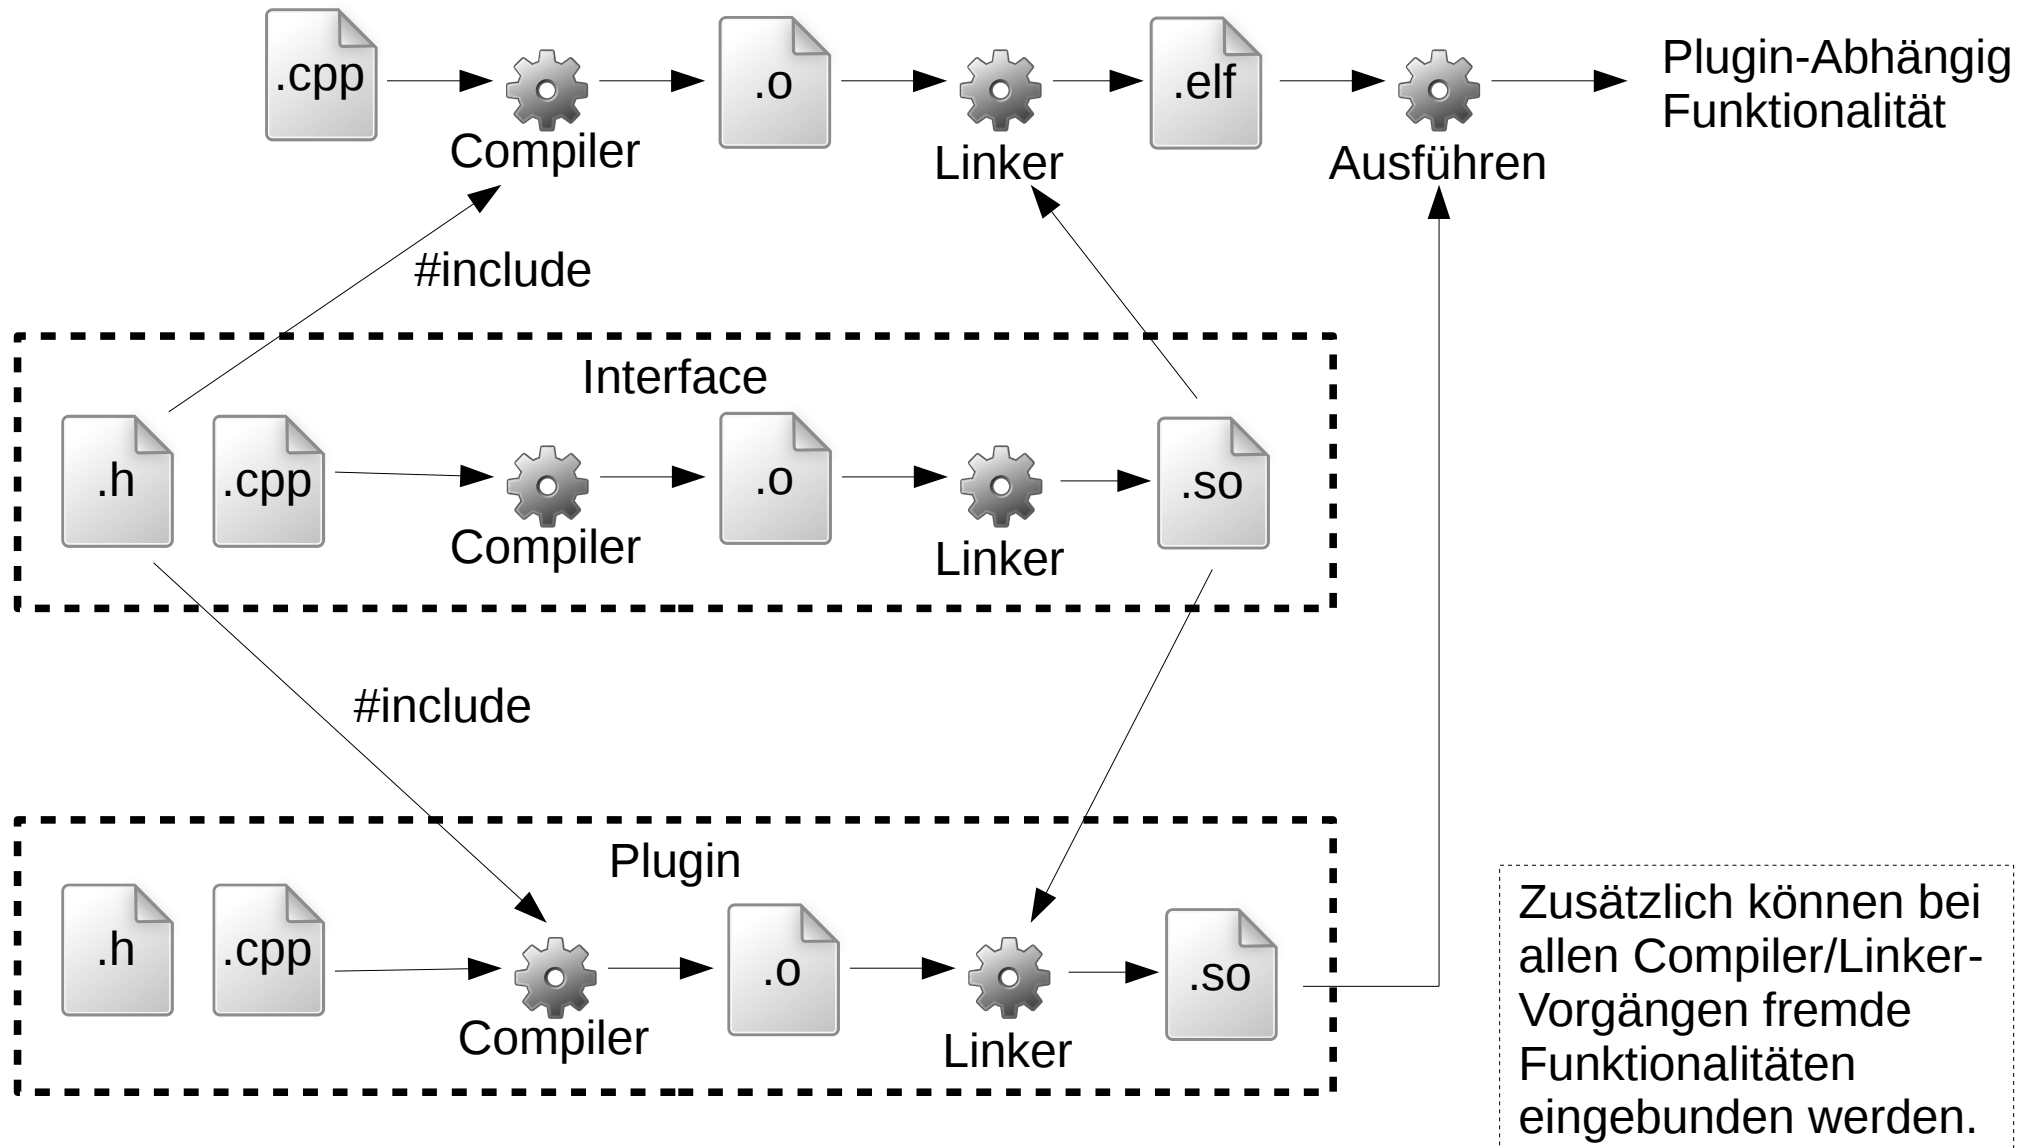 .cpp
.o
.elf
Plugin-Abhängig
Funktionalität
Compiler
Linker
Ausführen
#include
Interface
.h
.cpp
.o
.so
Compiler
Linker
#include
Plugin
.h
.cpp
.o
.so
Compiler
Linker
Zusätzlich können bei
allen Compiler/Linker-
Vorgängen fremde
Funktionalitäten
eingebunden werden.